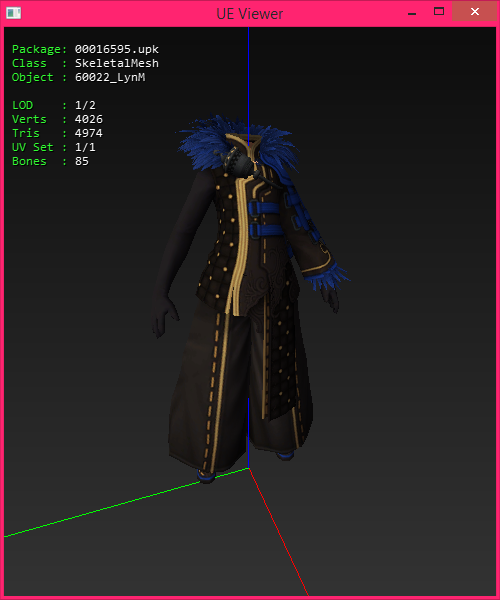 UE Viewer
Package: 00016595.upk
Class  : SkeletalMesh
Object : 60022_LynM
LOD    : 1/2
Verts  : 4026
Tris   : 4974
UV Set : 1/1
Bones  : 85